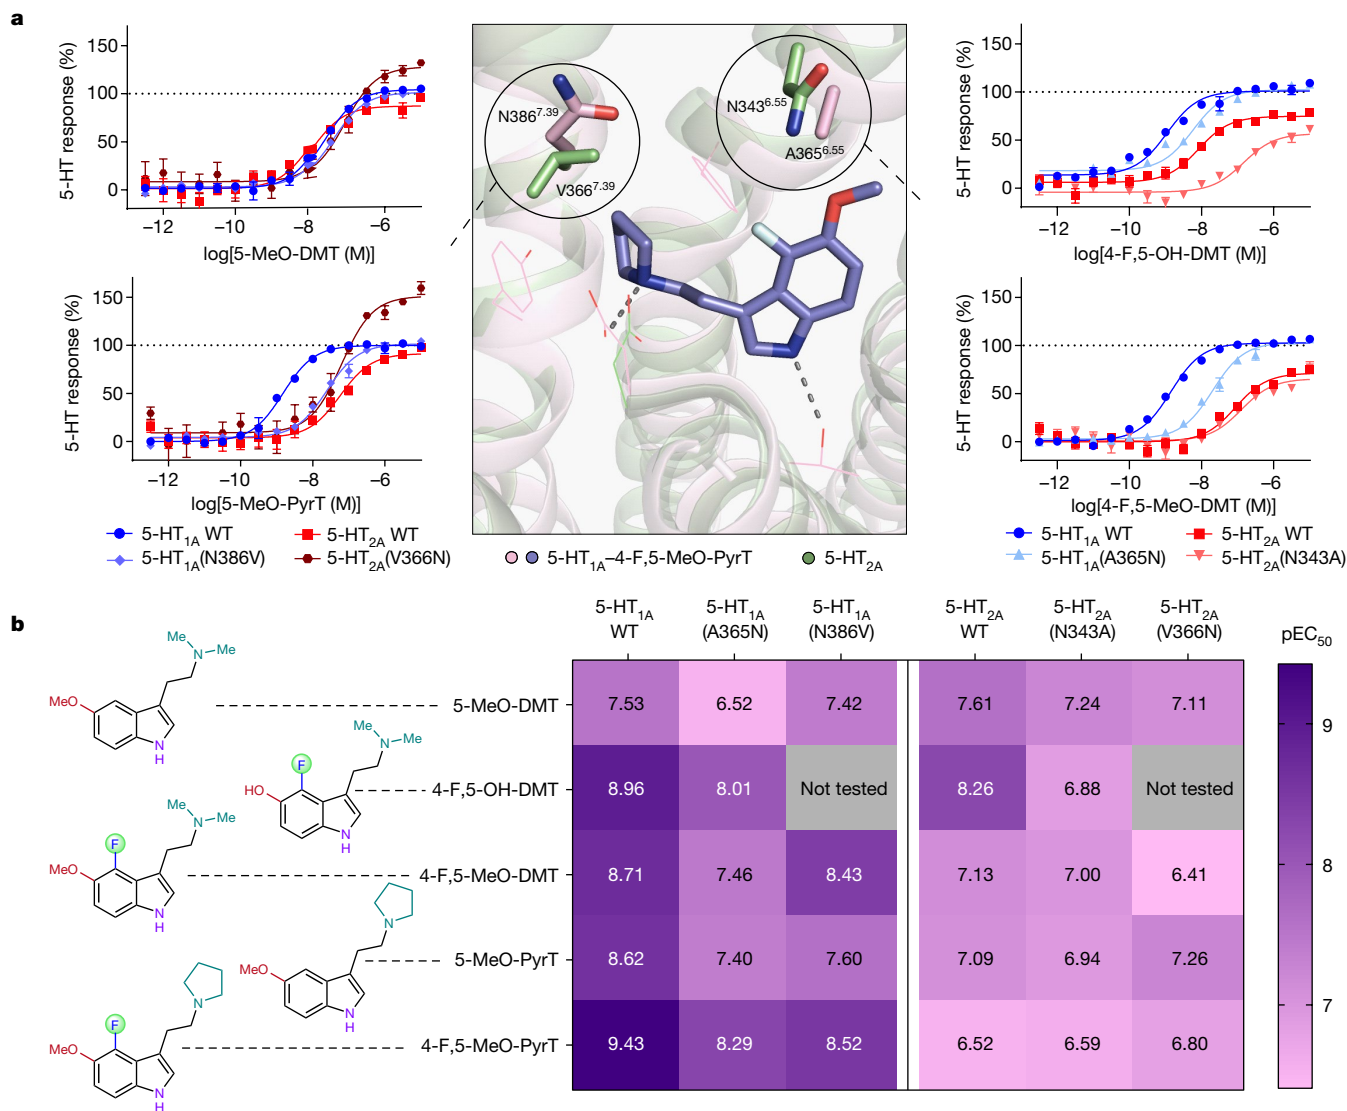 a
5-HT response (%)
150
100
50
0
−12
−10
−8
−6
log[5-MeO-DMT (M)]
5-HT response (%)
150
100
50
0
−12
−10
−8
−6
log[5-MeO-PyrT (M)]
5-HT1A WT
5-HT2A WT
5-HT1A(N386V)
5-HT2A(V366N)
N3867.39
V3667.39
N3436.55
A3656.55
5-HT1A–4-F,5-MeO-PyrT
5-HT2A
5-HT response (%)
150
100
50
0
−12
−10
−8
−6
log[4-F,5-OH-DMT (M)]
5-HT response (%)
150
100
50
0
−12
−10
−8
−6
log[4-F,5-MeO-DMT (M)]
5-HT1A WT
5-HT2A WT
5-HT1A(A365N)
5-HT2A(N343A)
b
5-HT1A WT
5-HT1A (A365N)
5-HT1A (N386V)
5-HT2A WT
5-HT2A (N343A)
5-HT2A (V366N)
pEC50
Me
N
Me
MeO
N
H
5-MeO-DMT
7.53 6.52 7.42 7.61 7.24 7.11
Me
N
Me
F
HO
N
H
4-F,5-OH-DMT
8.96 8.01 Not tested 8.26 6.88 Not tested
Me
N
Me
F
MeO
N
H
4-F,5-MeO-DMT
8.71 7.46 8.43 7.13 7.00 6.41
N
MeO
N
H
5-MeO-PyrT
8.62 7.40 7.60 7.09 6.94 7.26
N
F
MeO
N
H
4-F,5-MeO-PyrT
9.43 8.29 8.52 6.52 6.59 6.80
9
8
7